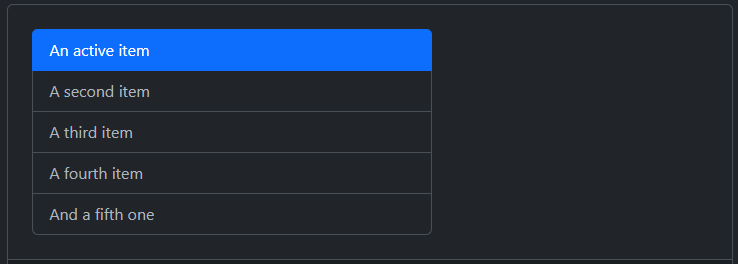 An active item
A second item
A third item
A fourth item
And a fifth one